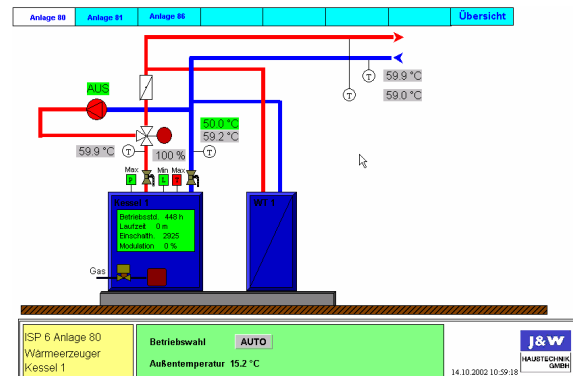 Anlage 80 Anlage 81 Anlage 86 Übersicht
AUS
59.9 °C
59.0 °C
50.0 °C
59.2 °C
59.9 °C
100 %
T
T
T
T
Max Min Max
P L T
Kessel 1
WT 1
Betriebsstd. 448 h
Laufzeit 0 m
Einschalth. 2925
Modulation 0 %
Gas
ISP 6 Anlage 80
Wärmeerzeuger
Kessel 1
Betriebswahl AUTO
Außentemperatur 15.2 °C
J&W
HAUSTECHNIK
GMBH
14.10.2002 10:59:18